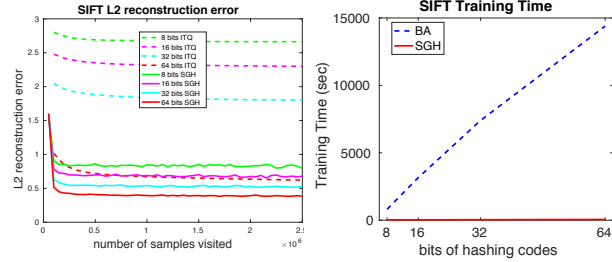 SIFT L2 reconstruction error
L2 reconstruction error
3
2.5
2
1.5
1
0.5
0
8 bits ITQ
16 bits ITQ
32 bits ITQ
64 bits ITQ
8 bits SGH
16 bits SGH
32 bits SGH
64 bits SGH
0 0.5 1 1.5 2 2.5
number of samples visited
×10⁶
SIFT Training Time
Training Time (sec)
15000
10000
5000
0
BA
SGH
8 16 32 64
bits of hashing codes